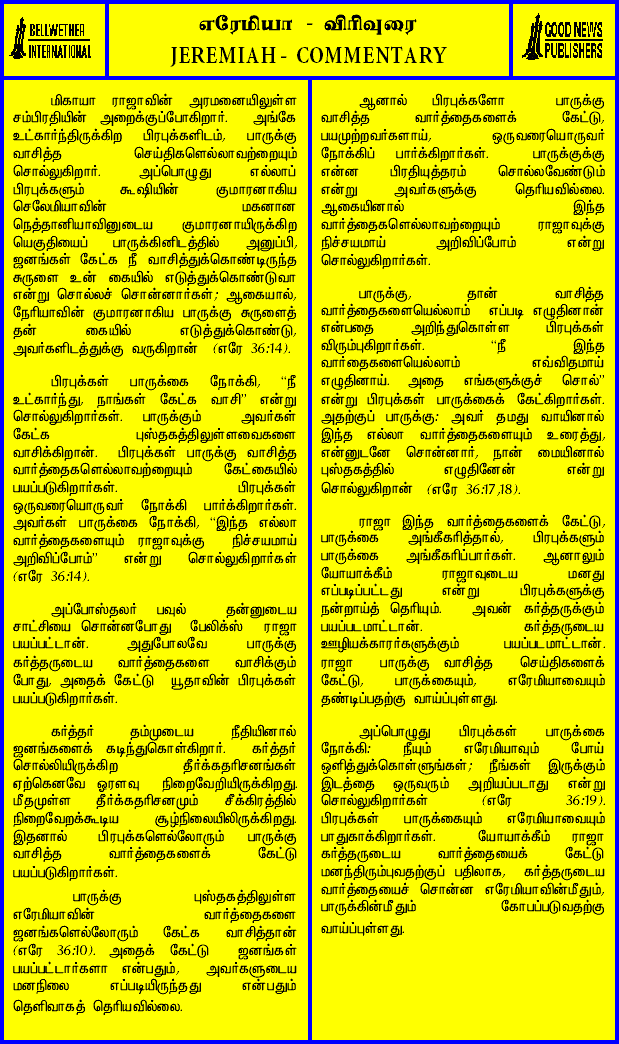 BELLWETHER
INTERNATIONAL
எரேமியா - விரிவுரை
JEREMIAH - COMMENTARY
GOOD NEWS
PUBLISHERS
மிகாயா ராஜாவின் அரமனையிலுள்ள
சம்பிரதியின் அறைக்குப்போகிறார். அங்கே
உட்கார்ந்திருக்கிற பிரபுக்களிடம், பாருக்கு
வாசித்த செய்திகளெல்லாவற்றையும்
சொல்லுகிறார். அப்பொழுது எல்லாப்
பிரபுக்களும் கூஷியின் குமாரனாகிய
செலேமியாவின் மகனான
நெத்தானியாவினுடைய குமாரனாயிருக்கிற
யெகுதியைப் பாருக்கினிடத்தில் அனுப்பி,
ஜனங்கள் கேட்க நீ வாசித்துக்கொண்டிருந்த
சுருளை உன் கையில் எடுத்துக்கொண்டுவா
என்று சொல்லச் சொன்னார்கள்; ஆகையால்,
நேரியாவின் குமாரனாகிய பாருக்கு சுருளைத்
தன் கையில் எடுத்துக்கொண்டு,
அவர்களிடத்துக்கு வருகிறான் (எரே 36:14).
பிரபுக்கள் பாருக்கை நோக்கி, “நீ
உட்கார்ந்து, நாங்கள் கேட்க வாசி” என்று
சொல்லுகிறார்கள். பாருக்கும் அவர்கள்
கேட்க புஸ்தகத்திலுள்ளவைகளை
வாசிக்கிறான். பிரபுக்கள் பாருக்கு வாசித்த
வார்த்தைகளெல்லாவற்றையும் கேட்கையில்
பயப்படுகிறார்கள். பிரபுக்கள்
ஒருவரையொருவர் நோக்கி பார்க்கிறார்கள்.
அவர்கள் பாருக்கை நோக்கி, “இந்த எல்லா
வார்த்தைகளையும் ராஜாவுக்கு நிச்சயமாய்
அறிவிப்போம்” என்று சொல்லுகிறார்கள்
(எரே 36:14).
அப்போஸ்தலர் பவுல் தன்னுடைய
சாட்சியை சொன்னபோது பேலிக்ஸ் ராஜா
பயப்பட்டான். அதுபோலவே பாருக்கு
கர்த்தருடைய வார்த்தைகளை வாசிக்கும்
போது, அதைக் கேட்டு யூதாவின் பிரபுக்கள்
பயப்படுகிறார்கள்.
கர்த்தர் தம்முடைய நீதியினால்
ஜனங்களைக் கடிந்துகொள்கிறார். கர்த்தர்
சொல்லியிருக்கிற தீர்க்கதரிசனங்கள்
ஏற்கெனவே ஓரளவு நிறைவேறியிருக்கிறது.
மீதமுள்ள தீர்க்கதரிசனமும் சீக்கிரத்தில்
நிறைவேறக்கூடிய சூழ்நிலையிலிருக்கிறது.
இதனால் பிரபுக்களெல்லோரும் பாருக்கு
வாசித்த வார்த்தைகளைக் கேட்டு
பயப்படுகிறார்கள்.
பாருக்கு புஸ்தகத்திலுள்ள
எரேமியாவின் வார்த்தைகளை
ஜனங்களெல்லோரும் கேட்க வாசித்தான்
(எரே 36:10). அதைக் கேட்டு ஜனங்கள்
பயப்பட்டார்களா என்பதும், அவர்களுடைய
மனநிலை எப்படியிருந்தது என்பதும்
தெளிவாகத் தெரியவில்லை.
ஆனால் பிரபுக்களோ பாருக்கு
வாசித்த வார்த்தைகளைக் கேட்டு,
பயமுற்றவர்களாய், ஒருவரையொருவர்
நோக்கிப் பார்க்கிறார்கள். பாருக்குக்கு
என்ன பிரதியுத்தரம் சொல்லவேண்டும்
என்று அவர்களுக்கு தெரியவில்லை.
ஆகையினால் இந்த
வார்த்தைகளெல்லாவற்றையும் ராஜாவுக்கு
நிச்சயமாய் அறிவிப்போம் என்று
சொல்லுகிறார்கள்.
பாருக்கு, தான் வாசித்த
வார்த்தைகளையெல்லாம் எப்படி எழுதினான்
என்பதை அறிந்துகொள்ள பிரபுக்கள்
விரும்புகிறார்கள். “நீ இந்த
வார்தைகளையெல்லாம் எவ்விதமாய்
எழுதினாய். அதை எங்களுக்குச் சொல்”
என்று பிரபுக்கள் பாருக்கைக் கேட்கிறார்கள்.
அதற்குப் பாருக்கு: அவர் தமது வாயினால்
இந்த எல்லா வார்த்தைகளையும் உரைத்து,
என்னுடனே சொன்னார், நான் மையினால்
புஸ்தகத்தில் எழுதினேன் என்று
சொல்லுகிறான் (எரே 36:17,18).
ராஜா இந்த வார்த்தைகளைக் கேட்டு,
பாருக்கை அங்கீகரித்தால், பிரபுக்களும்
பாருக்கை அங்கீகரிப்பார்கள். ஆனாலும்
யோயாக்கீம் ராஜாவுடைய மனது
எப்படிப்பட்டது என்று பிரபுக்களுக்கு
நன்றாய்த் தெரியும். அவன் கர்த்தருக்கும்
பயப்படமாட்டான். கர்த்தருடைய
ஊழியக்காரர்களுக்கும் பயப்படமாட்டான்.
ராஜா பாருக்கு வாசித்த செய்திகளைக்
கேட்டு, பாருக்கையும், எரேமியாவையும்
தண்டிப்பதற்கு வாய்ப்புள்ளது.
அப்பொழுது பிரபுக்கள் பாருக்கை
நோக்கி: நீயும் எரேமியாவும் போய்
ஒளித்துக்கொள்ளுங்கள்; நீங்கள் இருக்கும்
இடத்தை ஒருவரும் அறியப்படாது என்று
சொல்லுகிறார்கள் (எரே 36:19).
பிரபுக்கள் பாருக்கையும் எரேமியாவையும்
பாதுகாக்கிறார்கள். யோயாக்கீம் ராஜா
கர்த்தருடைய வார்த்தையைக் கேட்டு
மனந்திரும்புவதற்குப் பதிலாக, கர்த்தருடைய
வார்த்தையைச் சொன்ன எரேமியாவின்மீதும்,
பாருக்கின்மீதும் கோபப்படுவதற்கு
வாய்ப்புள்ளது.